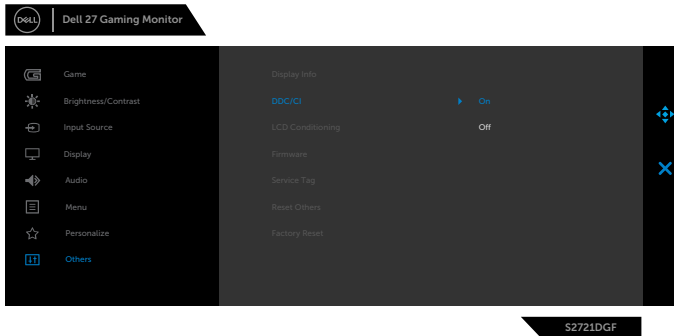 DELL
Dell 27 Gaming Monitor
Game
Display Info
Brightness/Contrast
DDC/CI
On
Input Source
LCD Conditioning
Off
Display
Firmware
Audio
Service Tag
Menu
Reset Others
Personalize
Factory Reset
Others
S2721DGF